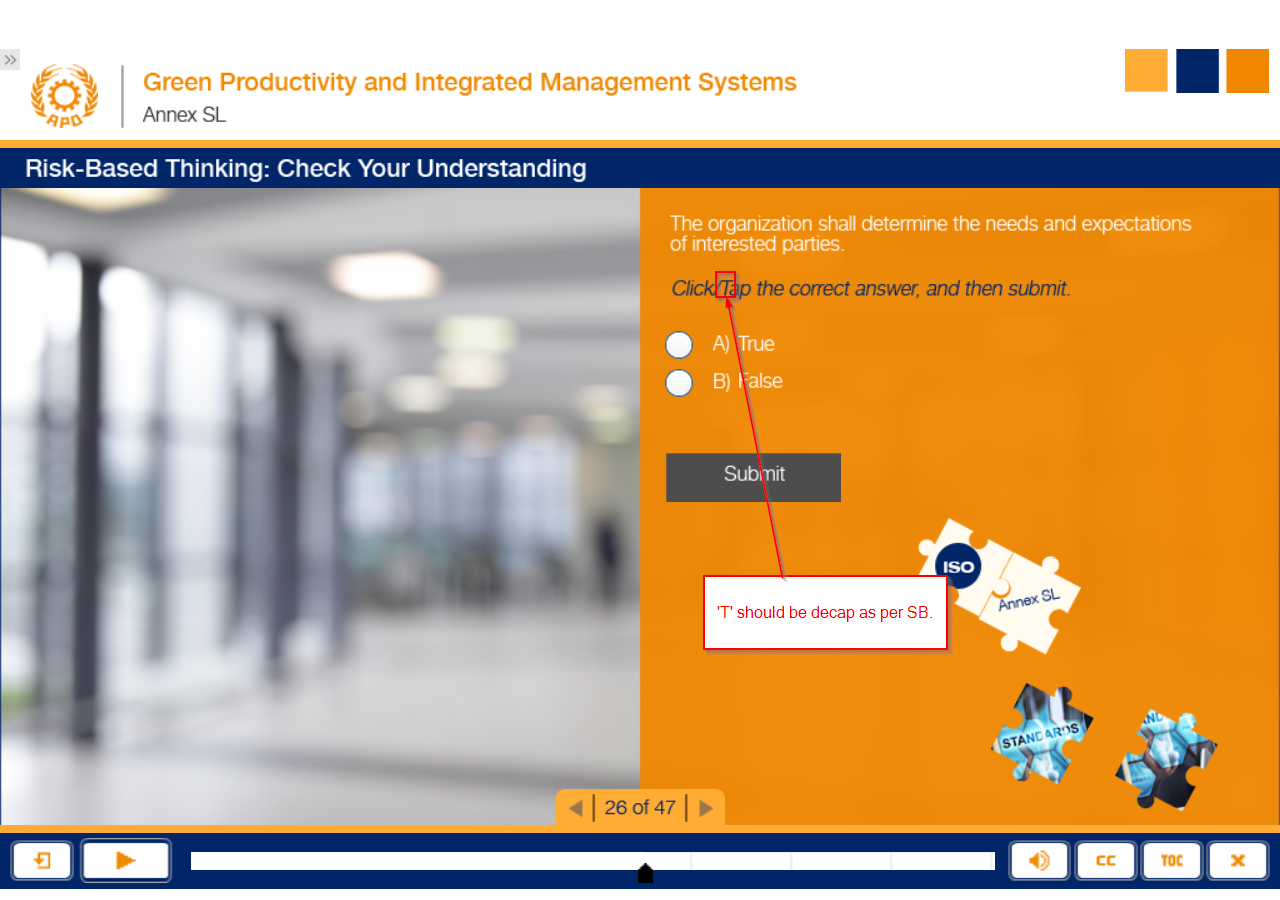 Green Productivity and Integrated Management Systems
APO
Annex SL
Risk-Based Thinking: Check Your Understanding
The organization shall determine the needs and expectations
of interested parties.
Click/Tap the correct answer, and then submit.
A) True
B) False
Submit
ISO
Annex SL
'T' should be decap as per SB.
STANDARDS
26 of 47
CC
TOC